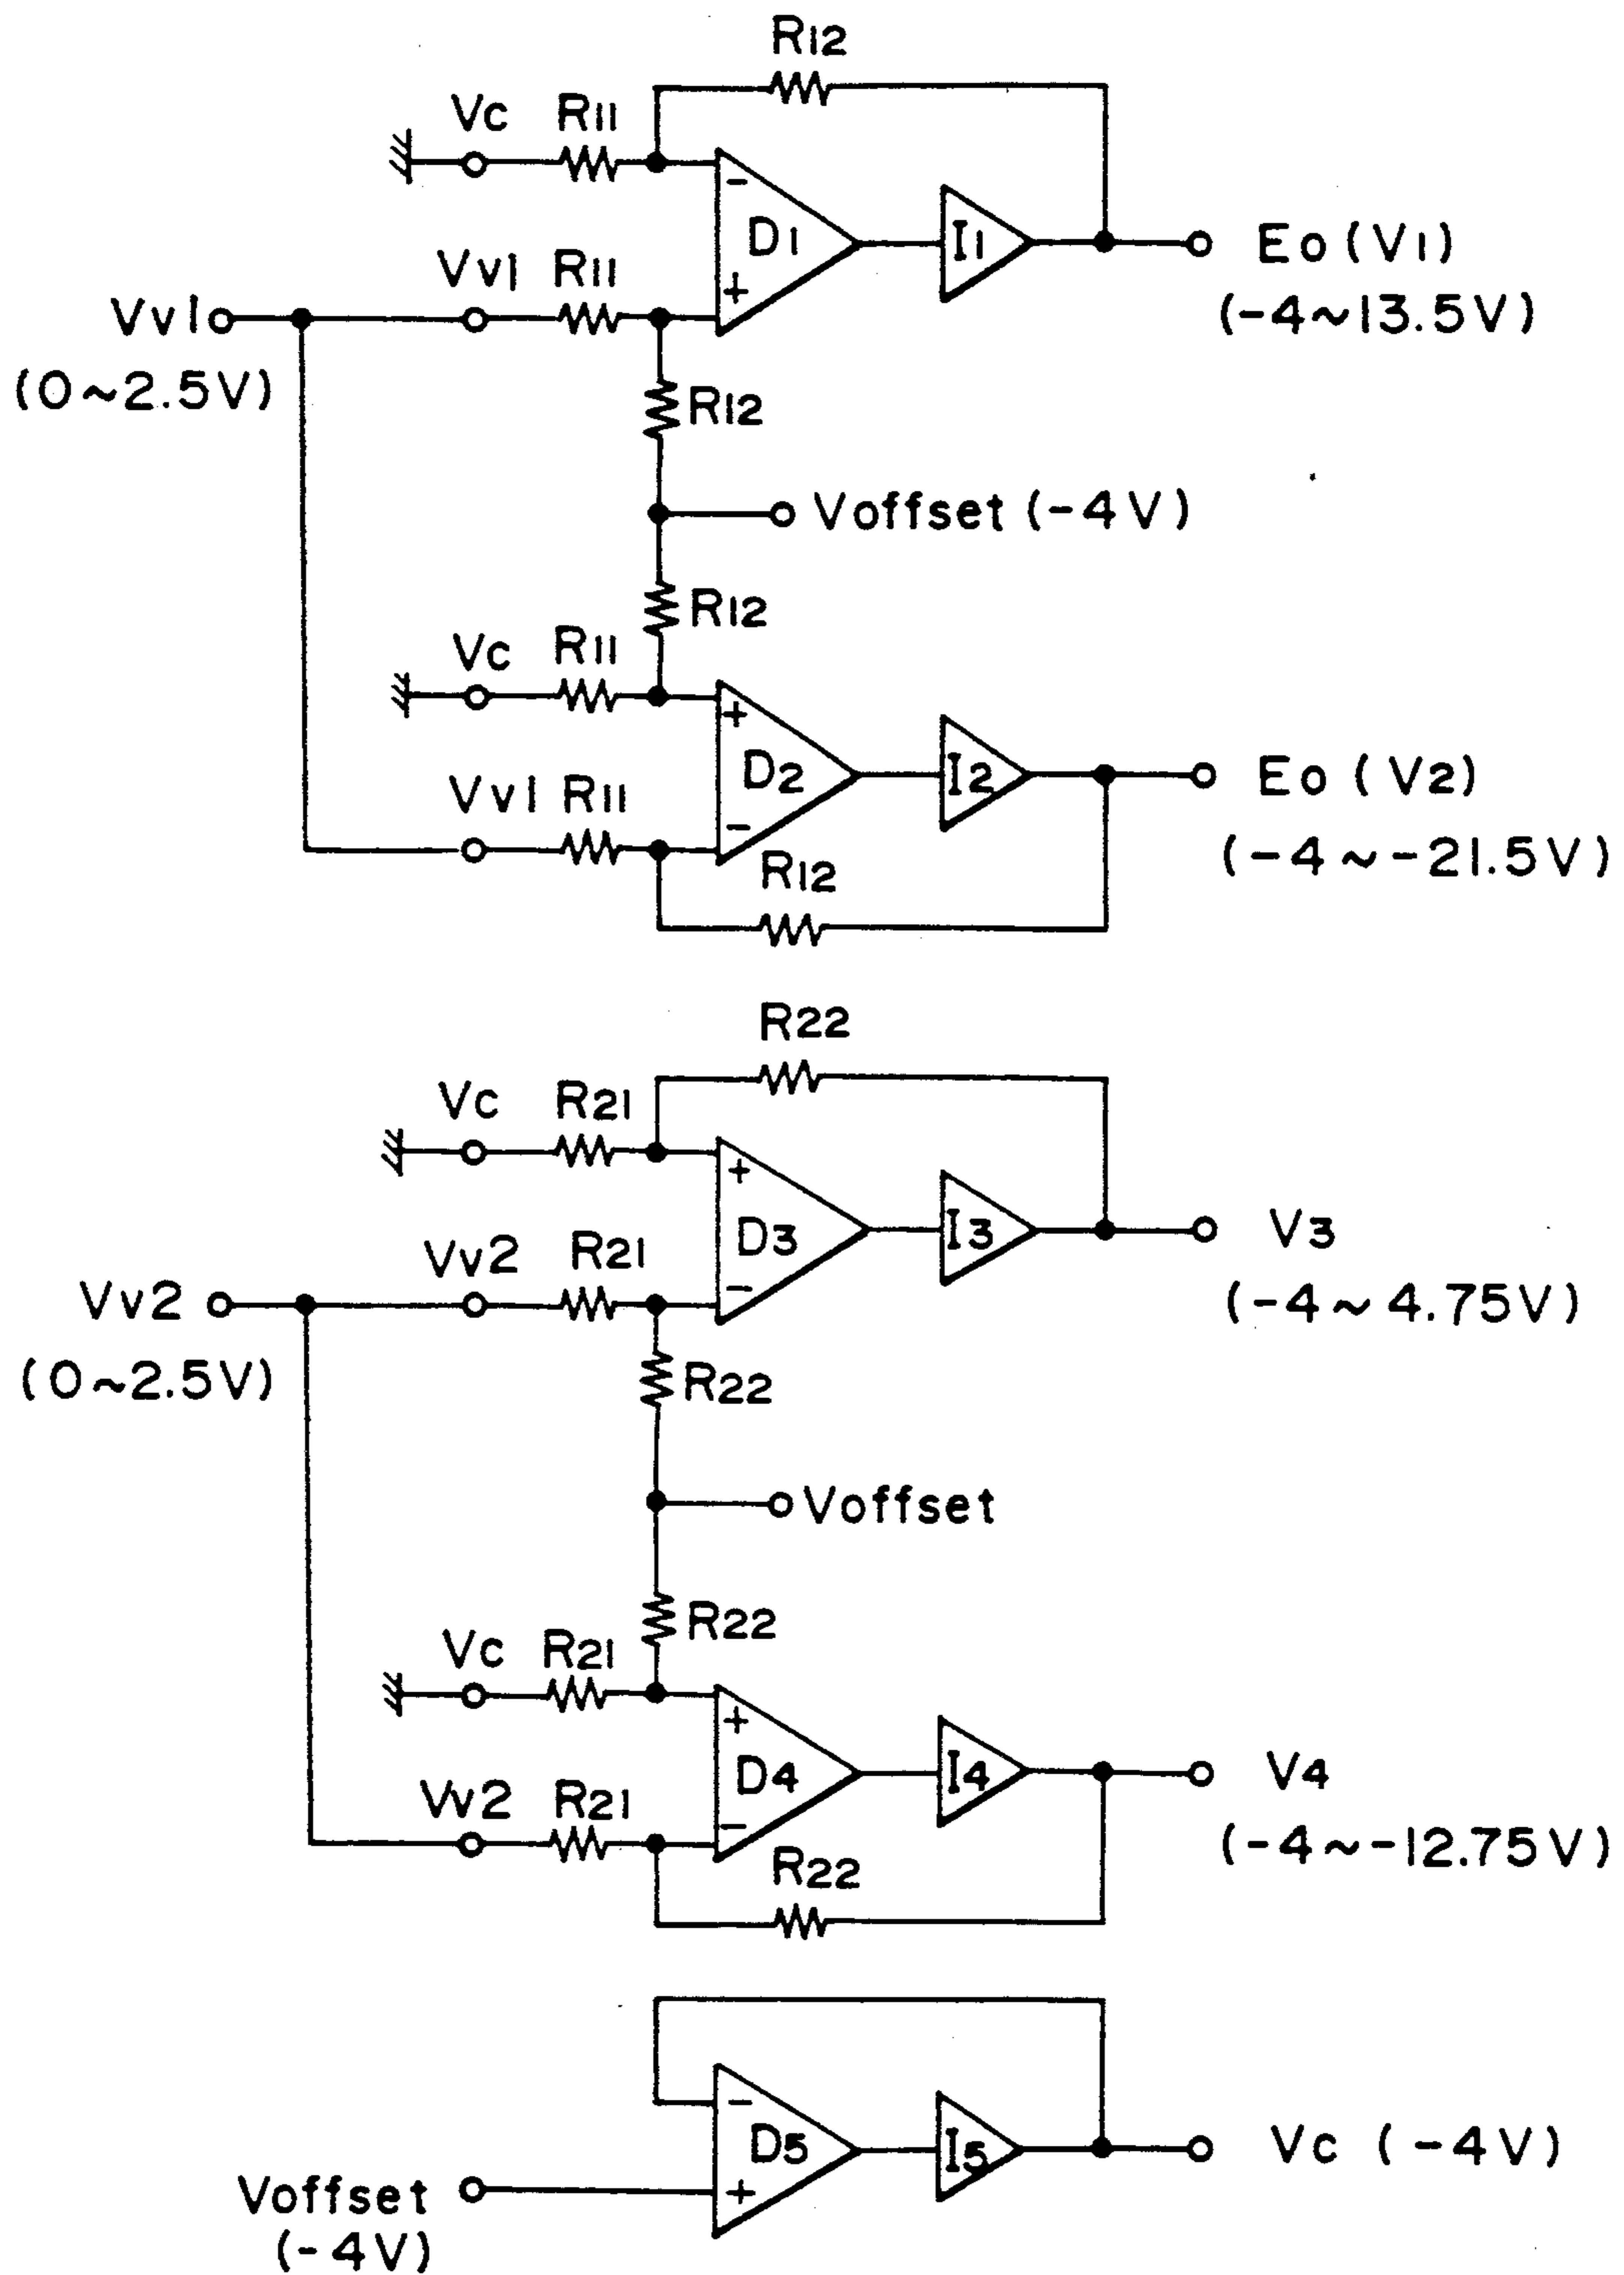 R12
Vc R11
−
D1
I1
Eo (V1)
(-4~13.5V)
Vv1 R11
+
Vv1
(0~2.5V)
R12
Voffset (-4V)
R12
Vc R11
+
D2
I2
Eo (V2)
(-4~-21.5V)
Vv1 R11
−
R12
R22
Vc R21
+
D3
I3
V3
(-4~4.75V)
Vv2 R21
−
Vv2
(0~2.5V)
R22
Voffset
R22
Vc R21
+
D4
I4
V4
(-4~-12.75V)
Vv2 R21
−
R22
−
D5
I5
Vc (-4V)
+
Voffset
(-4V)